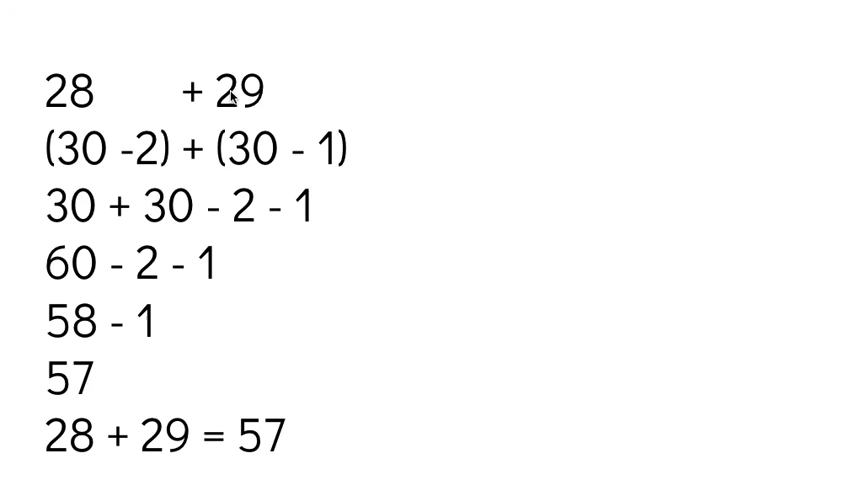 28 + 29
(30 -2) + (30 - 1)
30 + 30 - 2 - 1
60 - 2 - 1
58 - 1
57
28 + 29 = 57